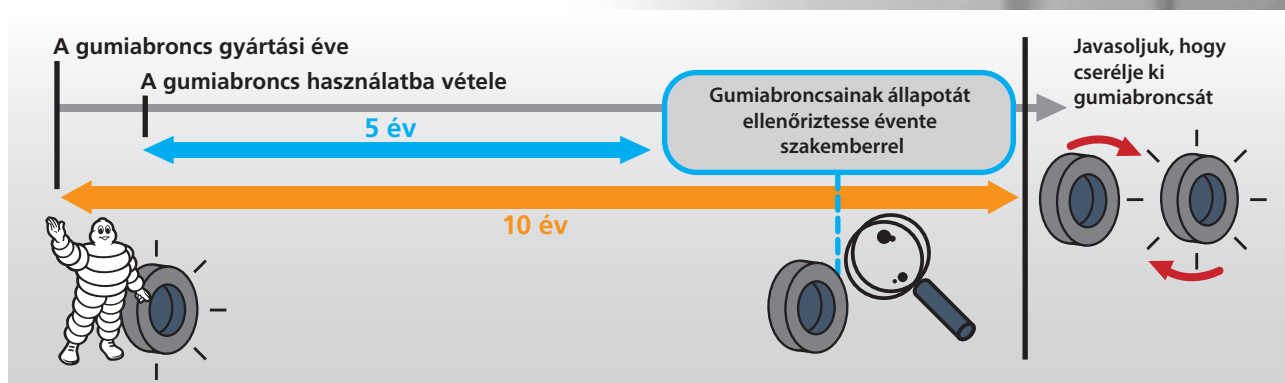 A gumiabroncs gyártási éve
A gumiabroncs használatba vétele
5 év
10 év
Gumiabroncsainak állapotát
ellenőriztesse évente
szakemberrel
Javasoljuk, hogy
cserélje ki
gumiabroncsát